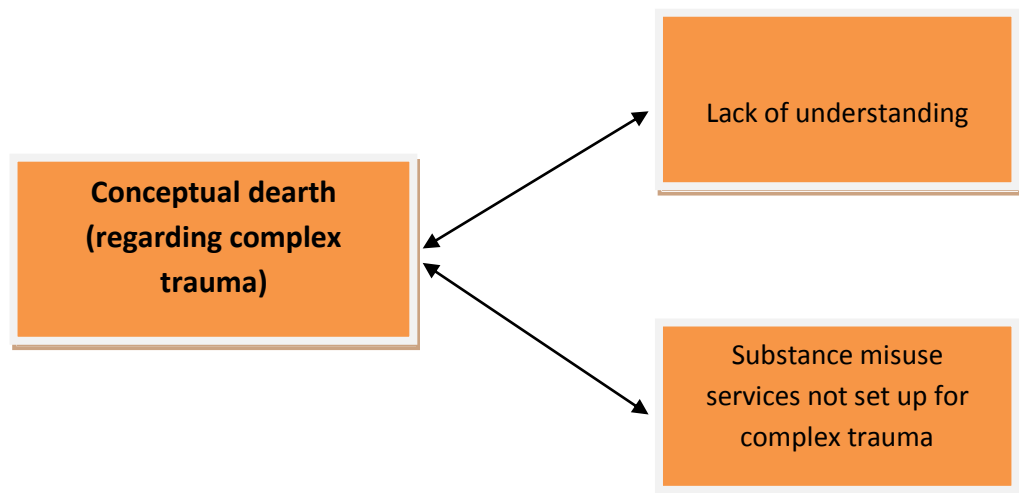 Lack of understanding
Conceptual dearth
(regarding complex
trauma)
Substance misuse
services not set up for
complex trauma